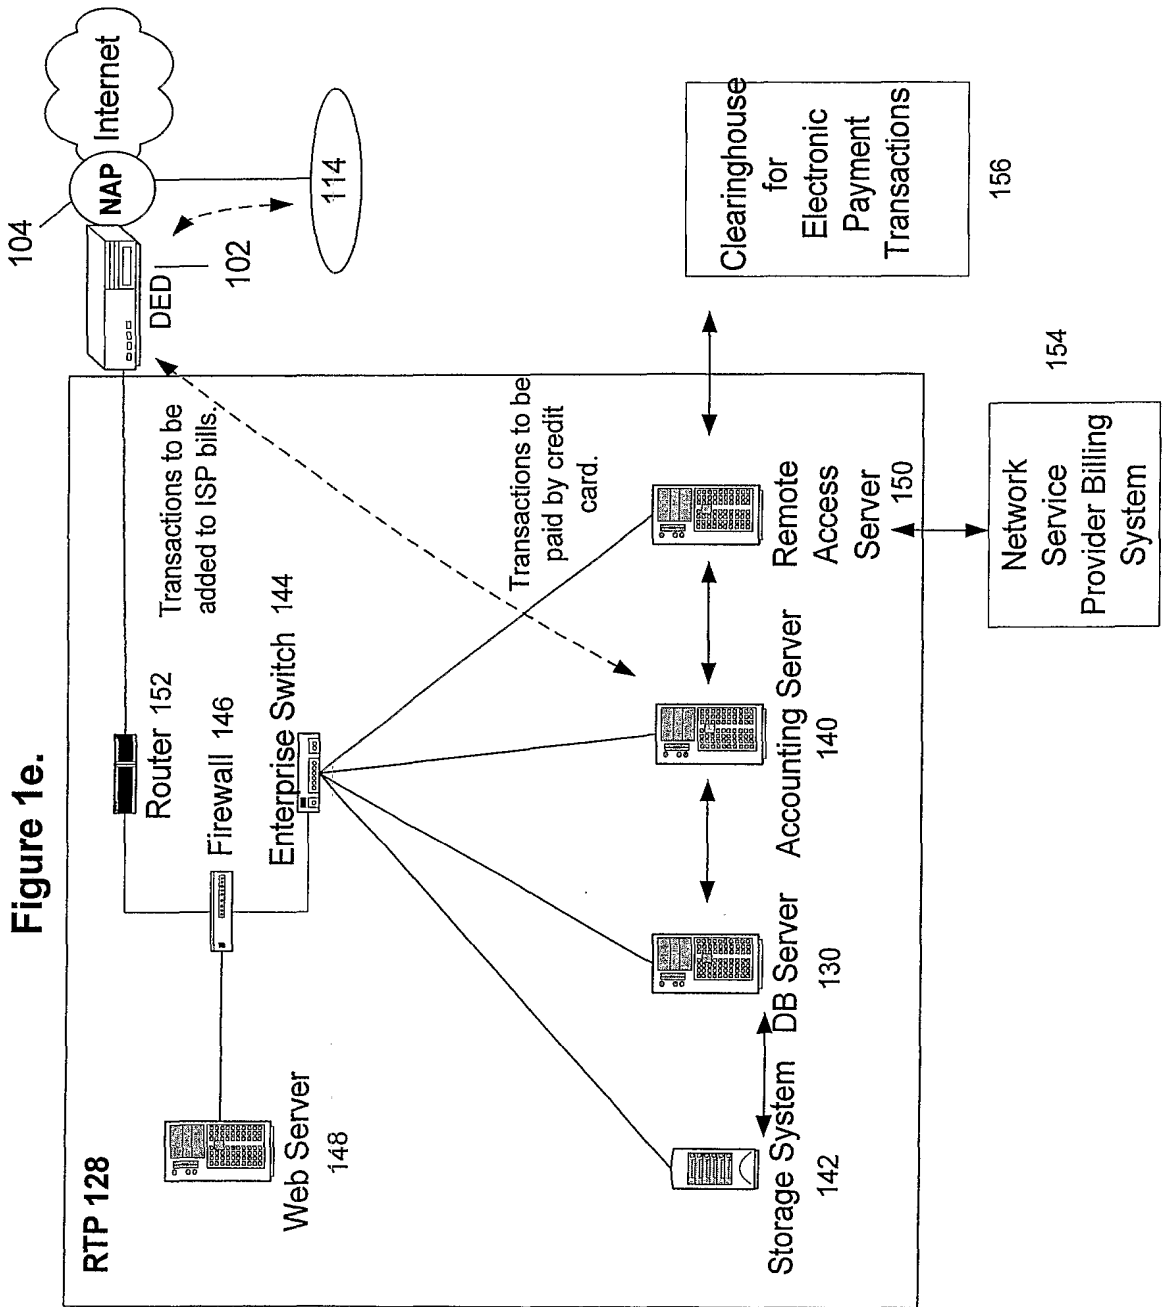 Figure 1e.
RTP 128
Web Server
148
Router 152
Firewall 146
Enterprise Switch 144
Transactions to be
added to ISP bills.
DED
102
104
NAP
Internet
114
Transactions to be
paid by credit
card.
Storage System
142
DB Server
130
Accounting Server
140
Remote
Access
Server
150
Clearinghouse
for
Electronic
Payment
Transactions
156
Network
Service
Provider Billing
System
154